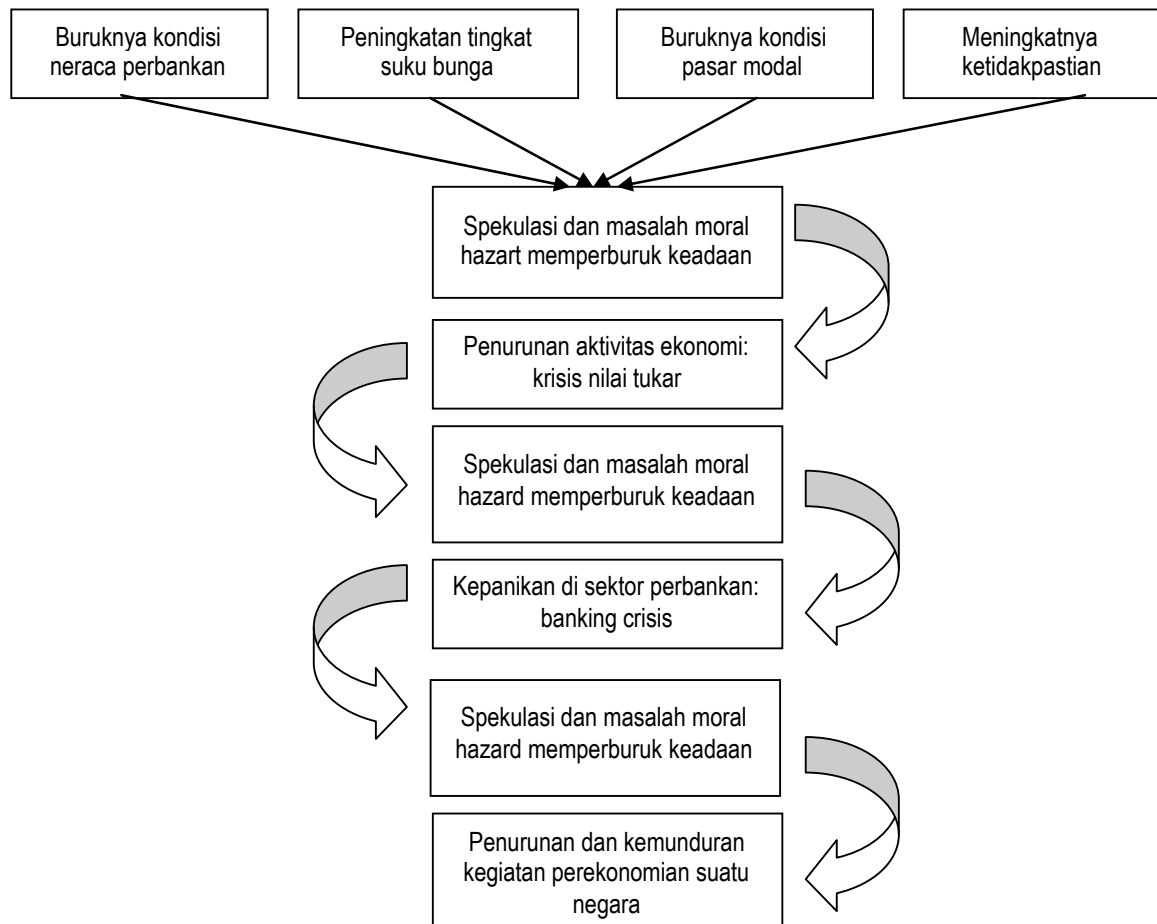 Buruknya kondisi
neraca perbankan
Peningkatan tingkat
suku bunga
Buruknya kondisi
pasar modal
Meningkatnya
ketidakpastian
Spekulasi dan masalah moral
hazart memperburuk keadaan
Penurunan aktivitas ekonomi:
krisis nilai tukar
Spekulasi dan masalah moral
hazard memperburuk keadaan
Kepanikan di sektor perbankan:
banking crisis
Spekulasi dan masalah moral
hazard memperburuk keadaan
Penurunan dan kemunduran
kegiatan perekonomian suatu
negara